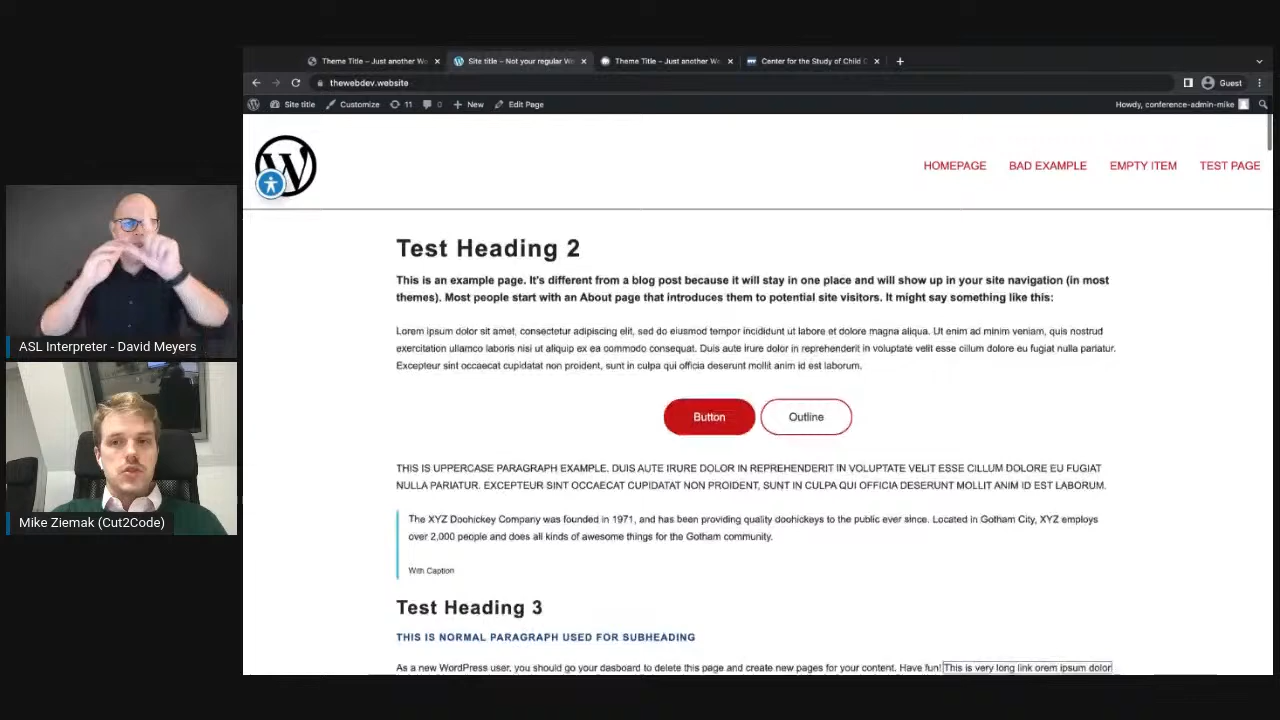 Theme Title – Just another Wo
Site title – Not your regular Wo
Theme Title – Just another Wo
Center for the Study of Child C
thewebdev.website
Guest
Site title
Customize
11
0
New
Edit Page
Howdy, conference-admin-mike
HOMEPAGE
BAD EXAMPLE
EMPTY ITEM
TEST PAGE
Test Heading 2
This is an example page. It's different from a blog post because it will stay in one place and will show up in your site navigation (in most
themes). Most people start with an About page that introduces them to potential site visitors. It might say something like this:
Lorem ipsum dolor sit amet, consectetur adipiscing elit, sed do eiusmod tempor incididunt ut labore et dolore magna aliqua. Ut enim ad minim veniam, quis nostrud
exercitation ullamco laboris nisi ut aliquip ex ea commodo consequat. Duis aute irure dolor in reprehenderit in voluptate velit esse cillum dolore eu fugiat nulla pariatur.
Excepteur sint occaecat cupidatat non proident, sunt in culpa qui officia deserunt mollit anim id est laborum.
Button
Outline
THIS IS UPPERCASE PARAGRAPH EXAMPLE. DUIS AUTE IRURE DOLOR IN REPREHENDERIT IN VOLUPTATE VELIT ESSE CILLUM DOLORE EU FUGIAT
NULLA PARIATUR. EXCEPTEUR SINT OCCAECAT CUPIDATAT NON PROIDENT, SUNT IN CULPA QUI OFFICIA DESERUNT MOLLIT ANIM ID EST LABORUM.
The XYZ Doohickey Company was founded in 1971, and has been providing quality doohickeys to the public ever since. Located in Gotham City, XYZ employs
over 2,000 people and does all kinds of awesome things for the Gotham community.
With Caption
Test Heading 3
THIS IS NORMAL PARAGRAPH USED FOR SUBHEADING
As a new WordPress user, you should go your dasboard to delete this page and create new pages for your content. Have fun! This is very long link orem ipsum dolor
ASL Interpreter - David Meyers
Mike Ziemak (Cut2Code)